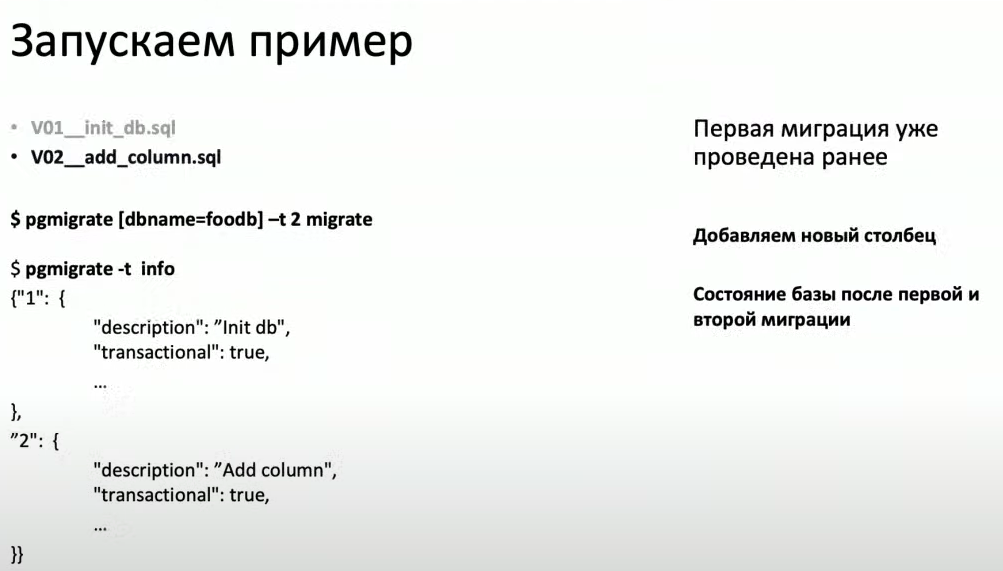 Запускаем пример
• V01__init_db.sql
• V02__add_column.sql
Первая миграция уже
проведена ранее
$ pgmigrate [dbname=foodb] –t 2 migrate
Добавляем новый столбец
$ pgmigrate -t  info
Состояние базы после первой и
второй миграции
{"1":  {
"description": ”Init db",
"transactional": true,
...
},
”2":  {
"description": ”Add column",
"transactional": true,
...
}}